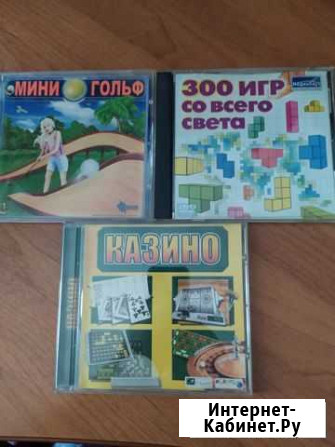 МИНИ ГОЛЬФ
300 ИГР
СО ВСЕГО
СВЕТА
КАЗИНО
Интернет-
Кабинет.Ру